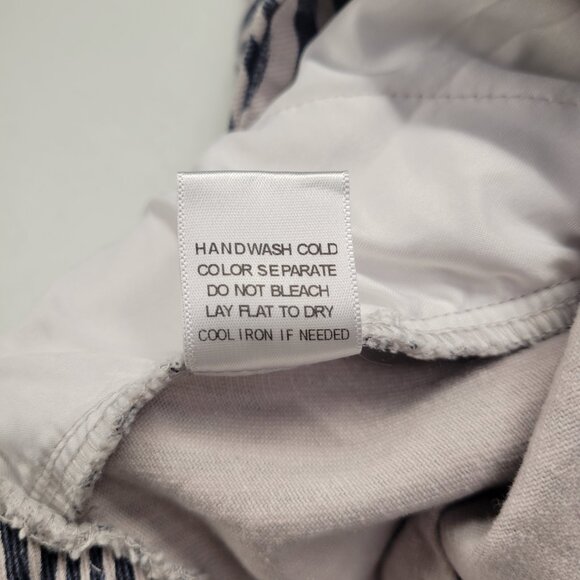 HANDWASH COLD
COLOR SEPARATE
DO NOT BLEACH
LAY FLAT TO DRY
COOL IRON IF NEEDED